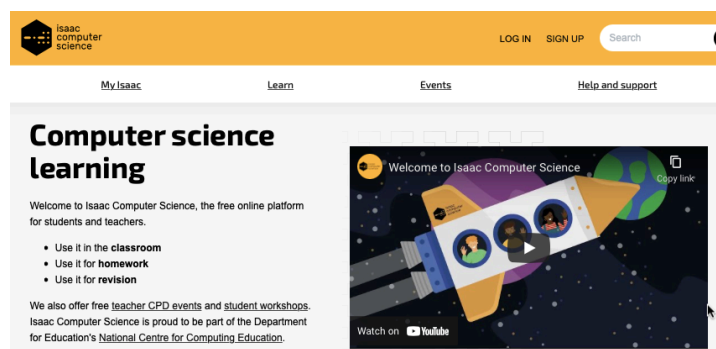 isaac
computer
science
LOG IN SIGN UP Search
My Isaac Learn Events Help and support
Computer science
learning
Welcome to Isaac Computer Science, the free online platform
for students and teachers.
• Use it in the classroom
• Use it for homework
• Use it for revision
We also offer free teacher CPD events and student workshops.
Isaac Computer Science is proud to be part of the Department
for Education's National Centre for Computing Education.
Welcome to Isaac Computer Science
Copy link
Watch on YouTube